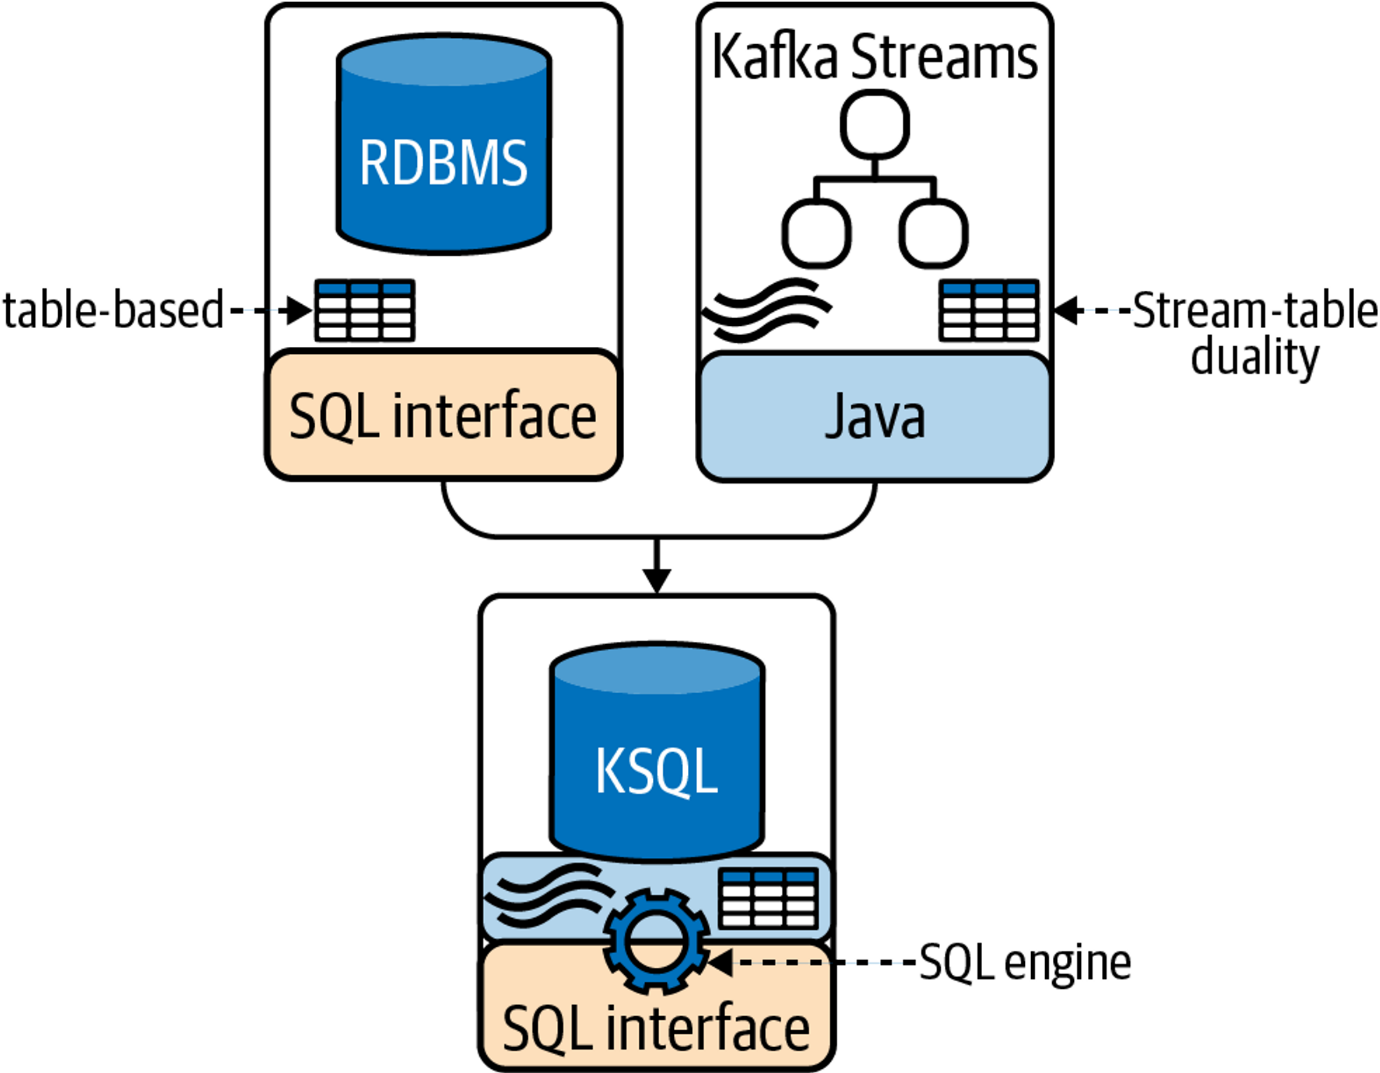 RDBMS
table-based
SQL interface
Kafka Streams
Stream-table
duality
Java
KSQL
SQL engine
SQL interface